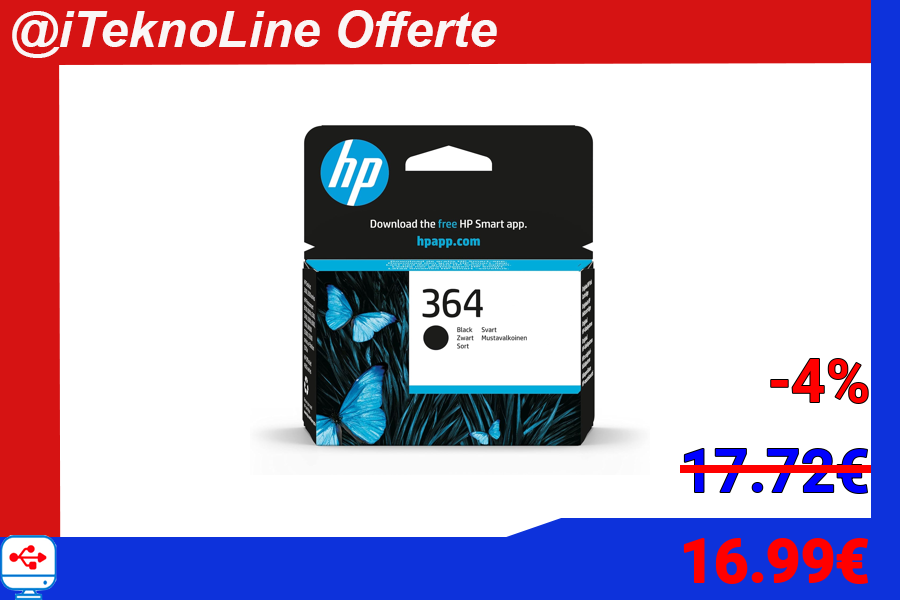 @iTeknoLine Offerte
hp
Download the free HP Smart app.
hpapp.com
364
Black Svart
Zwart Mustavalkoinen
Sort
-4%
17.72€
16.99€